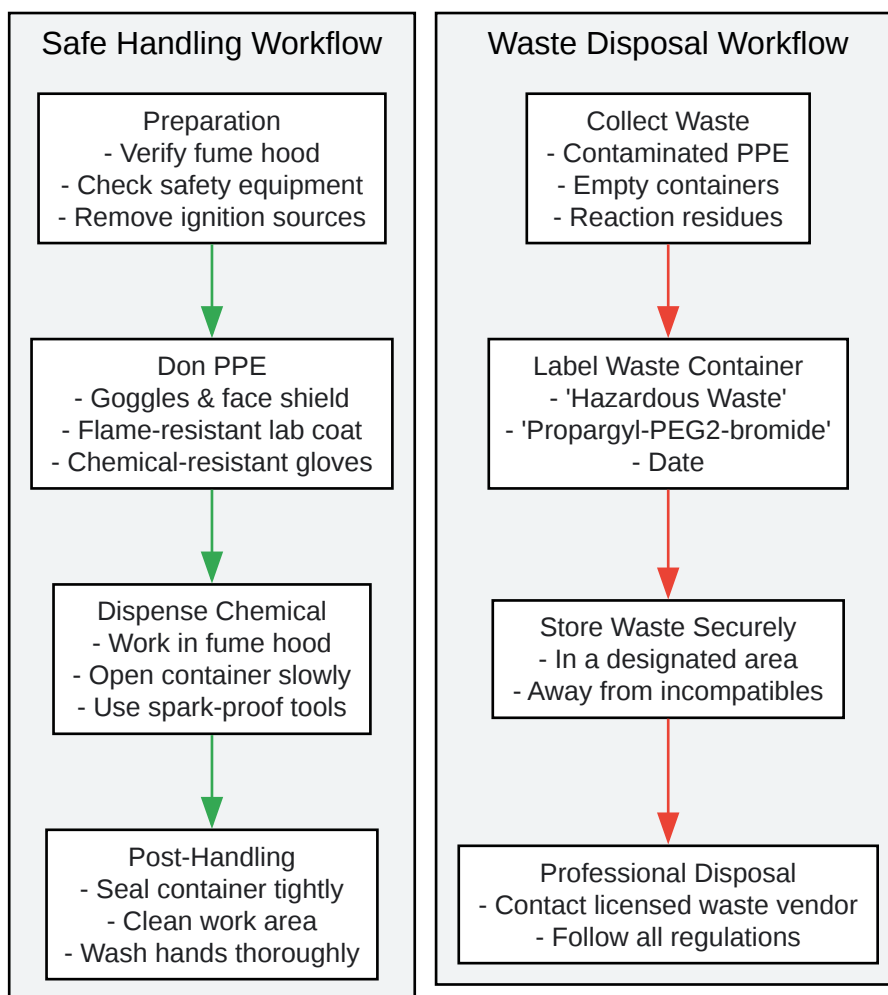 Safe Handling Workflow
Preparation
- Verify fume hood
- Check safety equipment
- Remove ignition sources
Don PPE
- Goggles & face shield
- Flame-resistant lab coat
- Chemical-resistant gloves
Dispense Chemical
- Work in fume hood
- Open container slowly
- Use spark-proof tools
Post-Handling
- Seal container tightly
- Clean work area
- Wash hands thoroughly
Waste Disposal Workflow
Collect Waste
- Contaminated PPE
- Empty containers
- Reaction residues
Label Waste Container
- 'Hazardous Waste'
- 'Propargyl-PEG2-bromide'
- Date
Store Waste Securely
- In a designated area
- Away from incompatibles
Professional Disposal
- Contact licensed waste vendor
- Follow all regulations